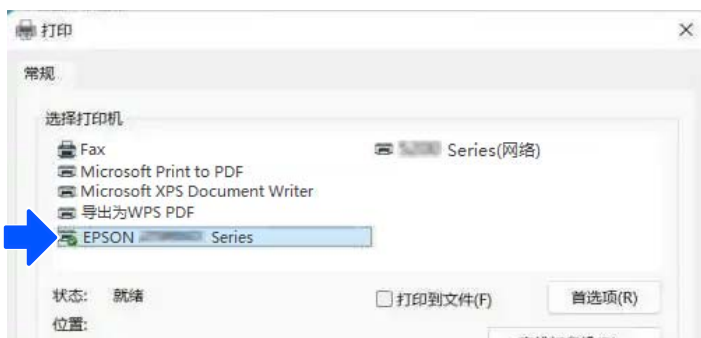 打印
常规
选择打印机
Fax
Series(网络)
Microsoft Print to PDF
Microsoft XPS Document Writer
导出为WPS PDF
EPSON Series
状态: 就绪
打印到文件(F)
首选项(R)
位置: